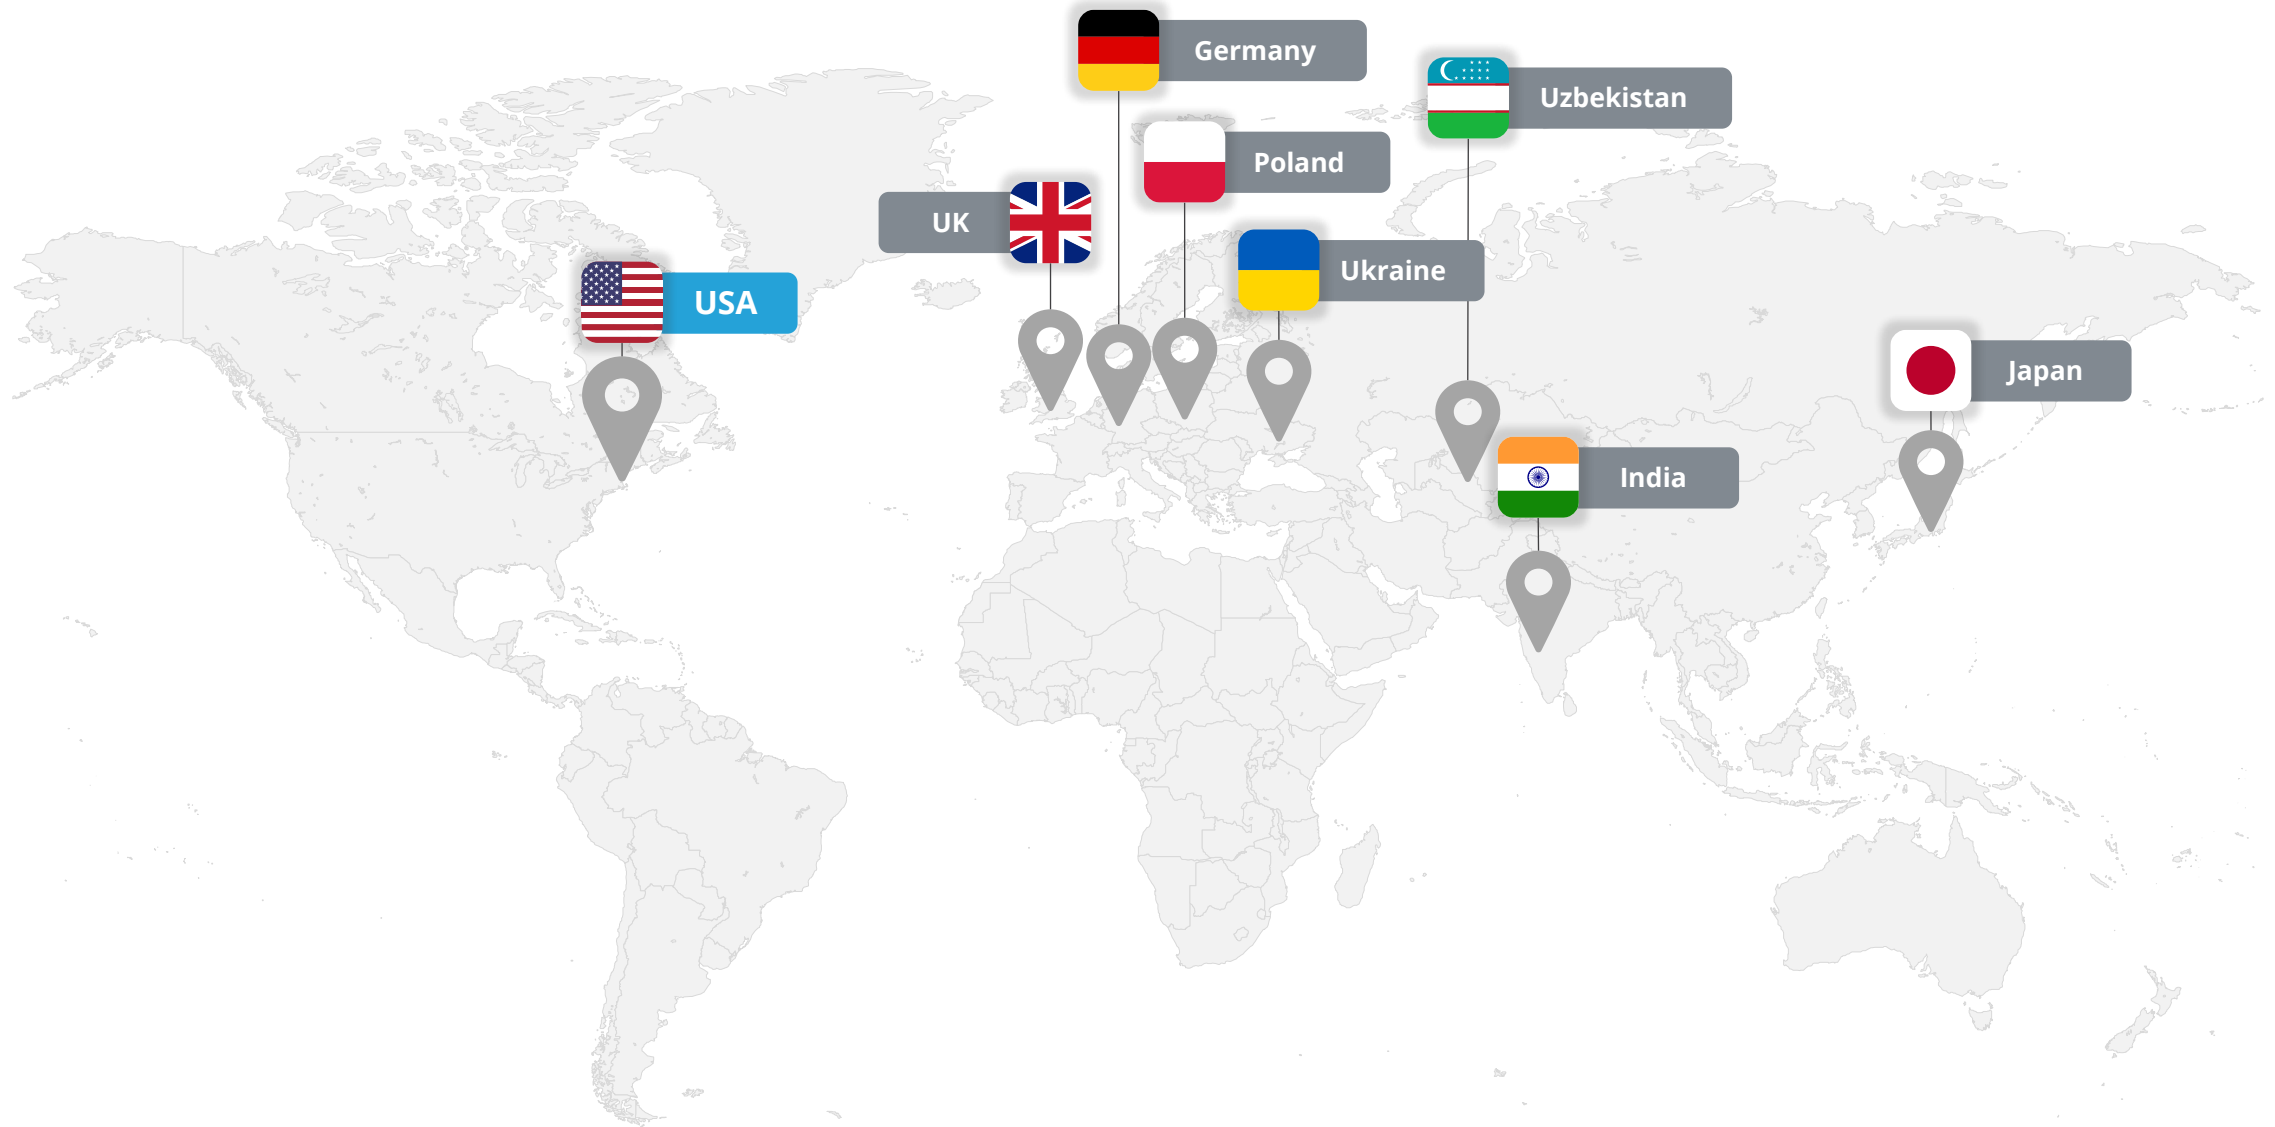 Germany
Uzbekistan
Poland
UK
Ukraine
USA
Japan
India